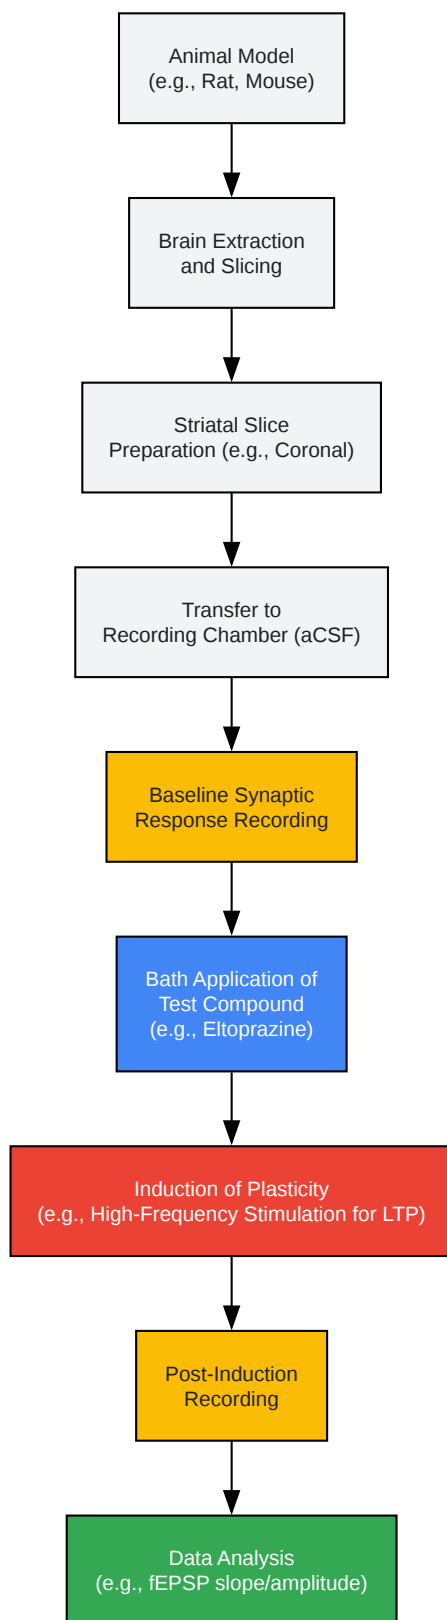 Animal Model
(e.g., Rat, Mouse)
Brain Extraction
and Slicing
Striatal Slice
Preparation (e.g., Coronal)
Transfer to
Recording Chamber (aCSF)
Baseline Synaptic
Response Recording
Bath Application of
Test Compound
(e.g., Eltoprazine)
Induction of Plasticity
(e.g., High-Frequency Stimulation for LTP)
Post-Induction
Recording
Data Analysis
(e.g., fEPSP slope/amplitude)